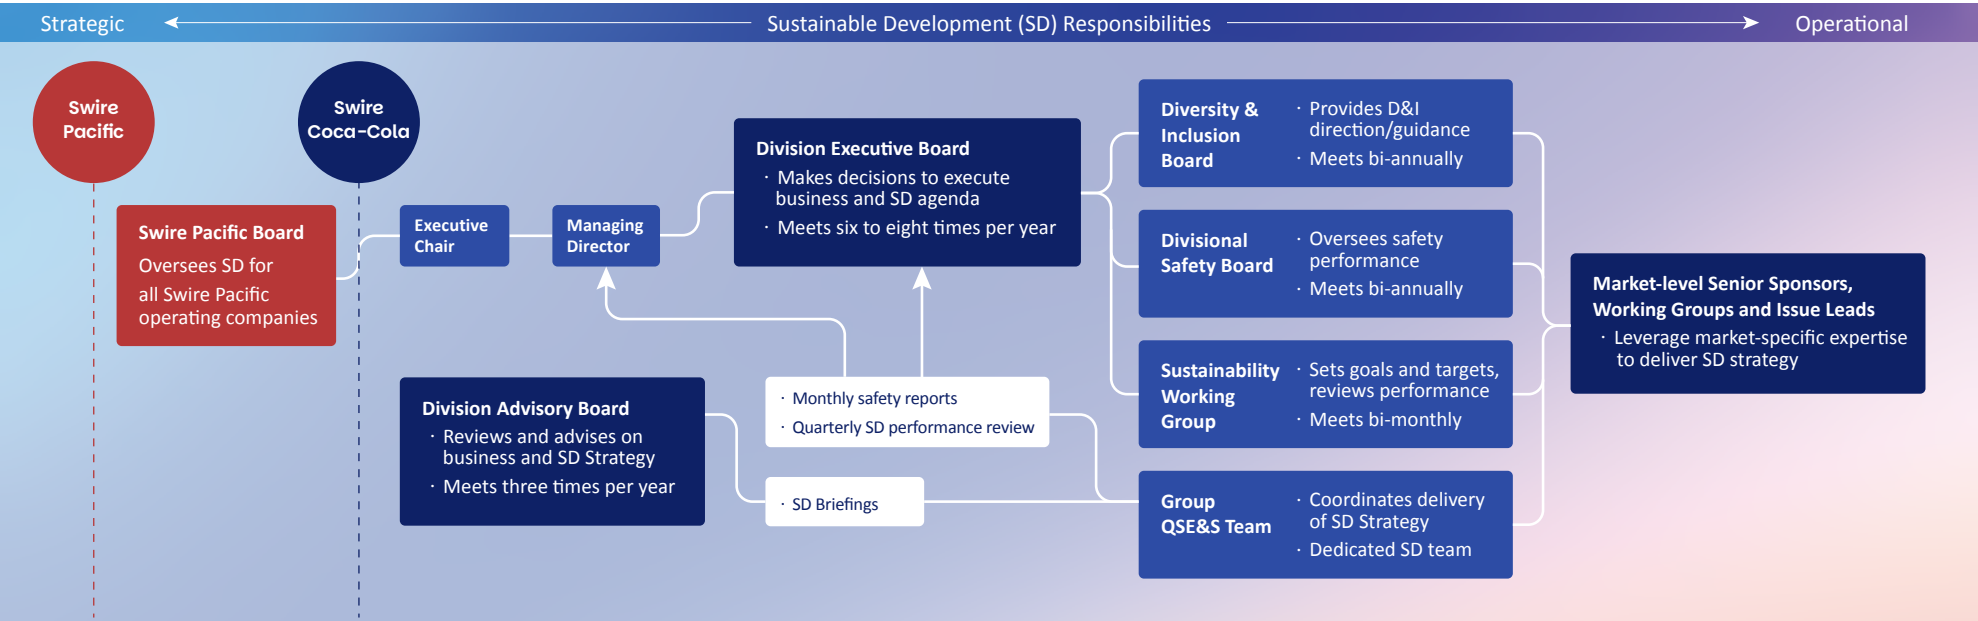 Strategic
Sustainable Development (SD) Responsibilities
Operational
Swire
Pacific
Swire
Coca-Cola
Swire Pacific Board
Oversees SD for
all Swire Pacific
operating companies
Executive
Chair
Managing
Director
Division Executive Board
· Makes decisions to execute
business and SD agenda
· Meets six to eight times per year
Division Advisory Board
· Reviews and advises on
business and SD Strategy
· Meets three times per year
· Monthly safety reports
· Quarterly SD performance review
· SD Briefings
Diversity &
Inclusion
Board
· Provides D&I
direction/guidance
· Meets bi-annually
Divisional
Safety Board
· Oversees safety
performance
· Meets bi-annually
Sustainability
Working
Group
· Sets goals and targets,
reviews performance
· Meets bi-monthly
Group
QSE&S Team
· Coordinates delivery
of SD Strategy
· Dedicated SD team
Market-level Senior Sponsors,
Working Groups and Issue Leads
· Leverage market-specific expertise
to deliver SD strategy